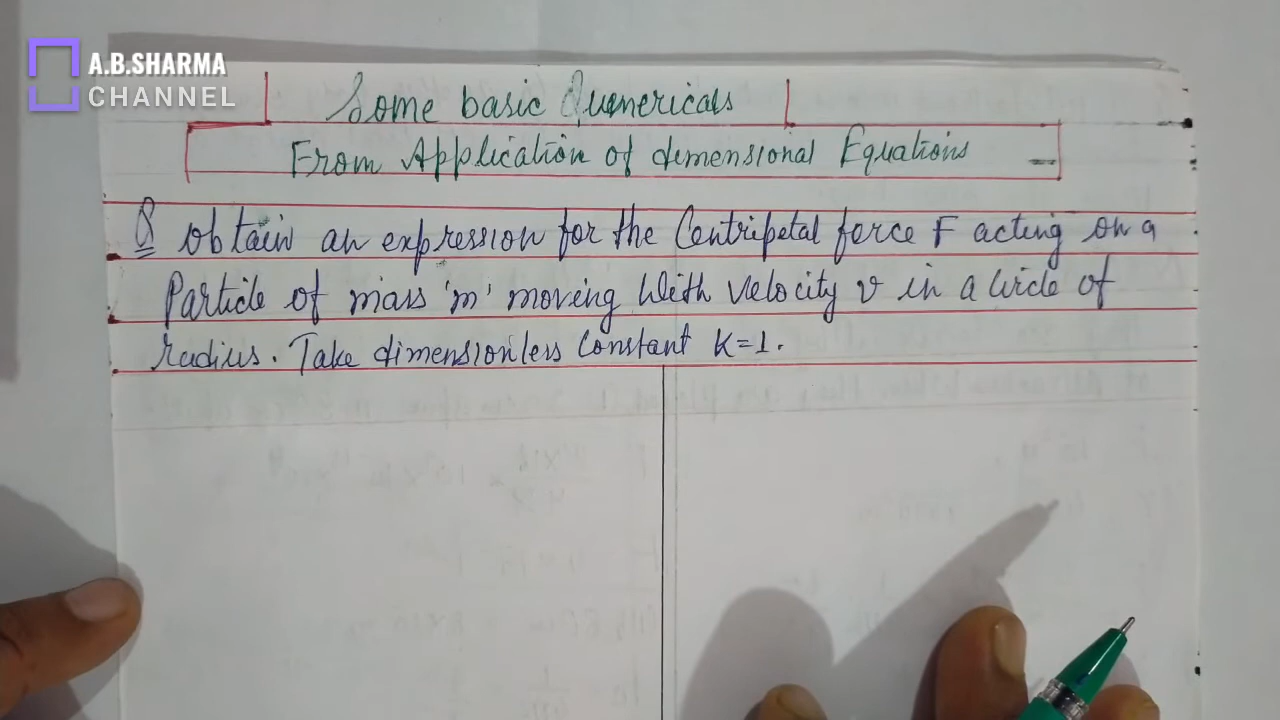 A.B.SHARMA
CHANNEL
Some basic Numericals
From Application of dimensional Equations
Q obtain an expression for the Centripetal force F acting on a
Particle of mass 'm' moving With velocity v in a Circle of
radius. Take dimensionless Constant K=1.